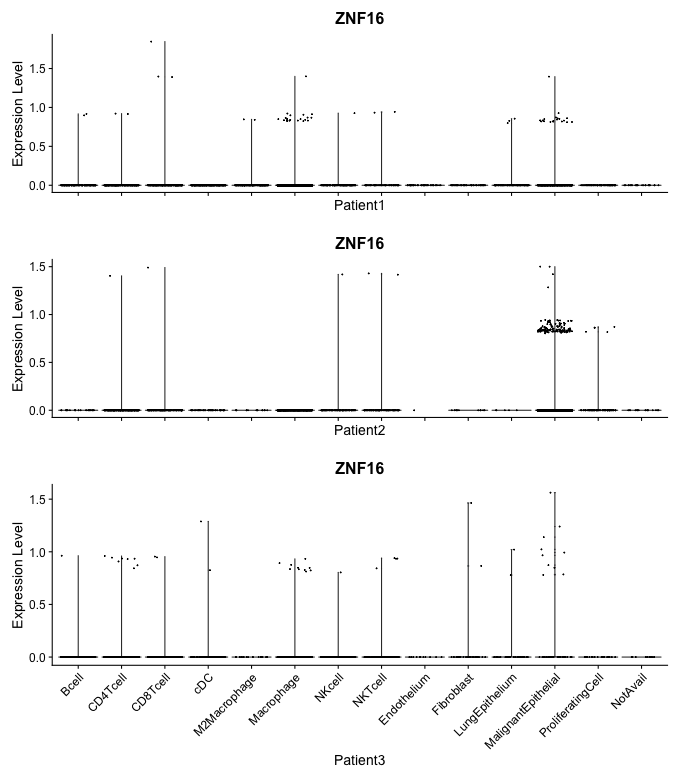 ZNF16
Expression Level
1.5
1.0
0.5
0.0
Patient1
ZNF16
Expression Level
1.5
1.0
0.5
0.0
Patient2
ZNF16
Expression Level
1.5
1.0
0.5
0.0
Bcell
CD4Tcell
CD8Tcell
cDC
M2Macrophage
Macrophage
NKcell
NKTcell
Endothelium
Fibroblast
LungEpithelium
MalignantEpithelial
ProliferatingCell
NotAvail
Patient3